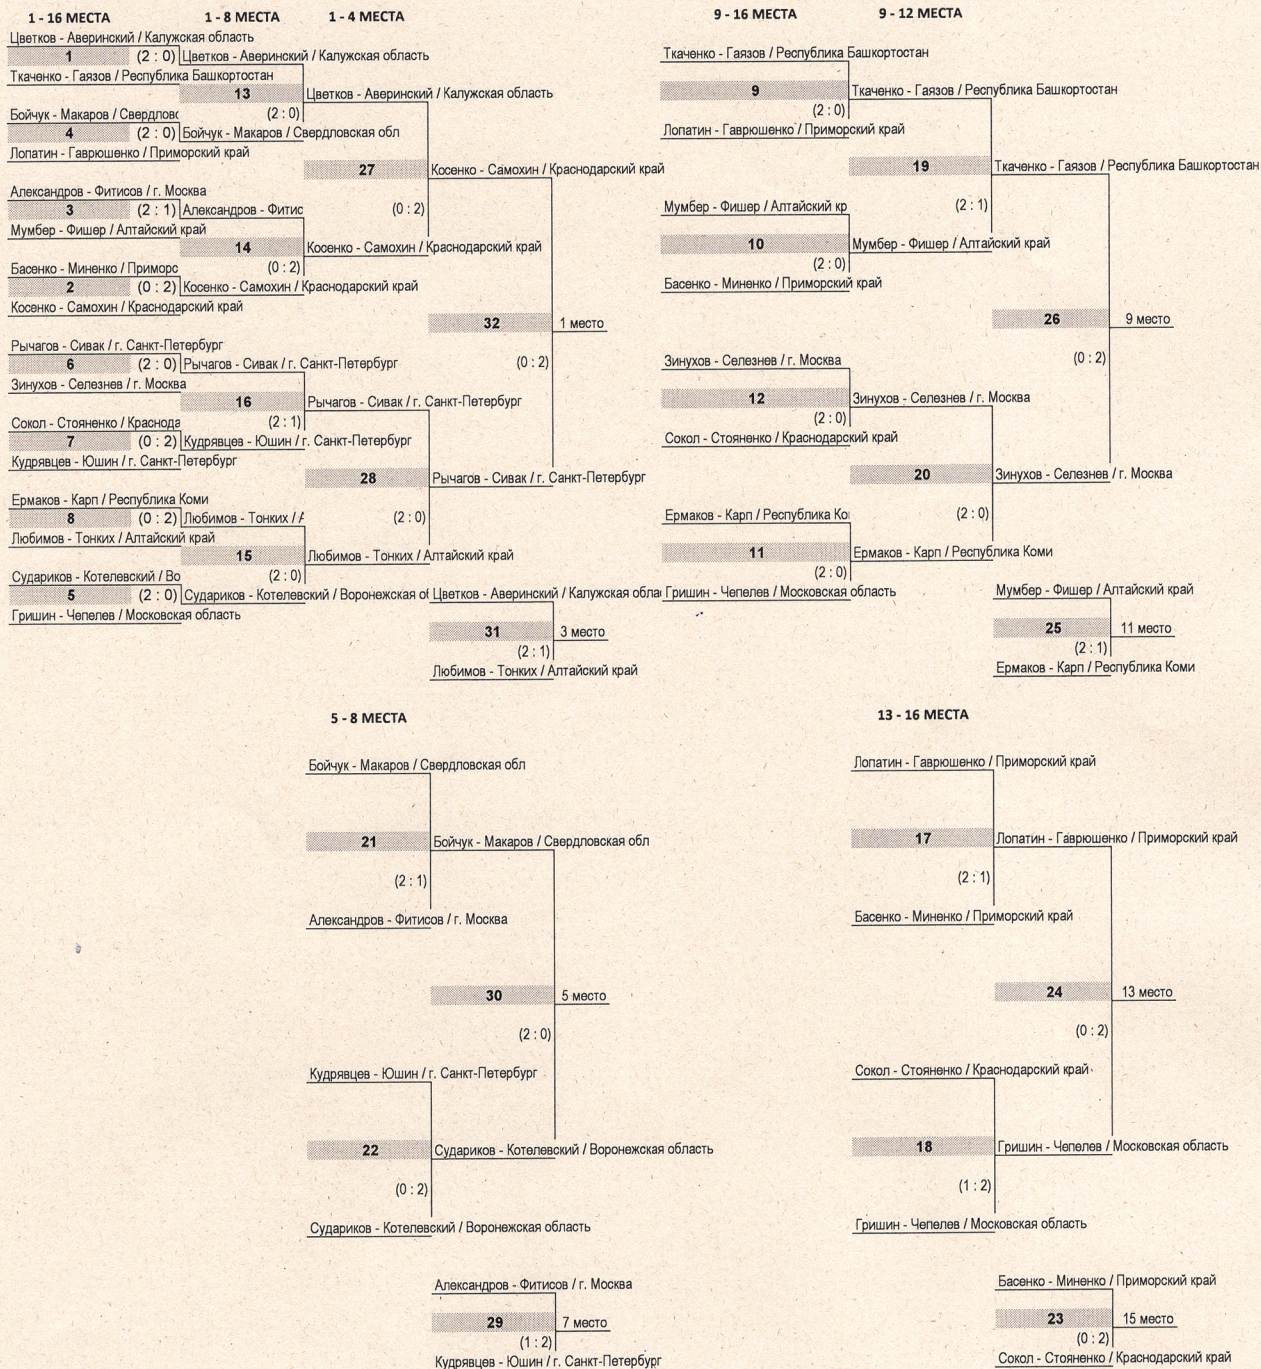 1 - 16 МЕСТА 1 - 8 МЕСТА 1 - 4 МЕСТА
Цветков - Аверинский / Калужская область
1 (2 : 0) Цветков - Аверинский / Калужская область
Ткаченко - Гаязов / Республика Башкортостан
13 Цветков - Аверинский / Калужская область
(2 : 0)
Бойчук - Макаров / Свердловс
4 (2 : 0) Бойчук - Макаров / Свердловская обл
Лопатин - Гаврюшенко / Приморский край
27 Косенко - Самохин / Краснодарский край
(0 : 2)
Александров - Фитисов / г. Москва
3 (2 : 1) Александров - Фитис
Мумбер - Фишер / Алтайский край
14 Косенко - Самохин / Краснодарский край
(0 : 2)
Басенко - Миненко / Приморс
2 (0 : 2) Косенко - Самохин / Краснодарский край
Косенко - Самохин / Краснодарский край
32 1 место
(0 : 2)
Рычагов - Сивак / г. Санкт-Петербург
6 (2 : 0) Рычагов - Сивак / г. Санкт-Петербург
Зинухов - Селезнев / г. Москва
16 Рычагов - Сивак / г. Санкт-Петербург
(2 : 1)
Сокол - Стояненко / Краснода
7 (0 : 2) Кудрявцев - Юшин / г. Санкт-Петербург
Кудрявцев - Юшин / г. Санкт-Петербург
28 Рычагов - Сивак / г. Санкт-Петербург
(2 : 0)
Ермаков - Карп / Республика Коми
8 (0 : 2) Любимов - Тонких / А
Любимов - Тонких / Алтайский край
15 Любимов - Тонких / Алтайский край
(2 : 0)
Судариков - Котелевский / Во
5 (2 : 0) Судариков - Котелевский / Воронежская об
Гришин - Чепелев / Московская область
Цветков - Аверинский / Калужская обла
31 3 место
(2 : 1)
Любимов - Тонких / Алтайский край
9 - 16 МЕСТА 9 - 12 МЕСТА
Ткаченко - Гаязов / Республика Башкортостан
9 Ткаченко - Гаязов / Республика Башкортостан
(2 : 0)
Лопатин - Гаврюшенко / Приморский край
19 Ткаченко - Гаязов / Республика Башкортостан
(2 : 1)
Мумбер - Фишер / Алтайский кр
10 Мумбер - Фишер / Алтайский край
(2 : 0)
Басенко - Миненко / Приморский край
26 9 место
(0 : 2)
Зинухов - Селезнев / г. Москва
12 Зинухов - Селезнев / г. Москва
(2 : 0)
Сокол - Стояненко / Краснодарский край
20 Зинухов - Селезнев / г. Москва
(2 : 0)
Ермаков - Карп / Республика Ко
11 Ермаков - Карп / Республика Коми
(2 : 0)
Гришин - Чепелев / Московская область
Мумбер - Фишер / Алтайский край
25 11 место
(2 : 1)
Ермаков - Карп / Республика Коми
5 - 8 МЕСТА
Бойчук - Макаров / Свердловская обл
21 Бойчук - Макаров / Свердловская обл
(2 : 1)
Александров - Фитисов / г. Москва
30 5 место
(2 : 0)
Кудрявцев - Юшин / г. Санкт-Петербург
22 Судариков - Котелевский / Воронежская область
(0 : 2)
Судариков - Котелевский / Воронежская область
Александров - Фитисов / г. Москва
29 7 место
(1 : 2)
Кудрявцев - Юшин / г. Санкт-Петербург
13 - 16 МЕСТА
Лопатин - Гаврюшенко / Приморский край
17 Лопатин - Гаврюшенко / Приморский край
(2 : 1)
Басенко - Миненко / Приморский край
24 13 место
(0 : 2)
Сокол - Стояненко / Краснодарский край
18 Гришин - Чепелев / Московская область
(1 : 2)
Гришин - Чепелев / Московская область
Басенко - Миненко / Приморский край
23 15 место
(0 : 2)
Сокол - Стояненко / Краснодарский край